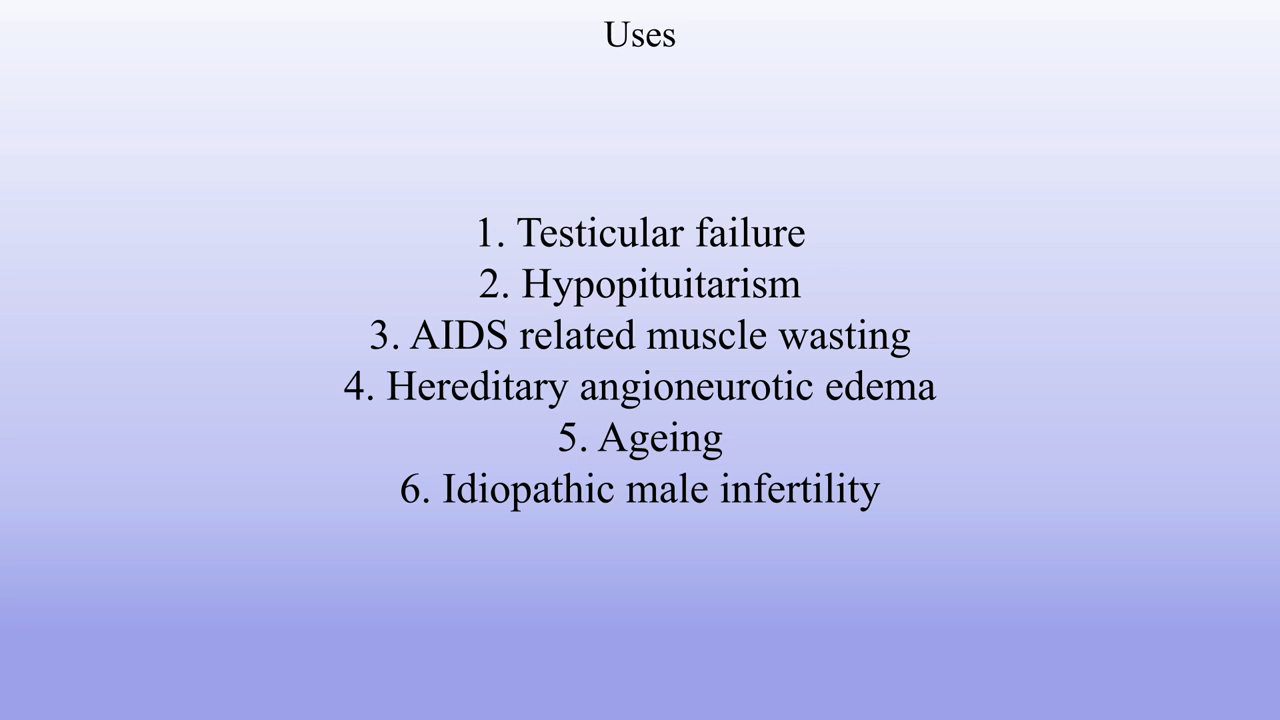 Uses
1. Testicular failure
2. Hypopituitarism
3. AIDS related muscle wasting
4. Hereditary angioneurotic edema
5. Ageing
6. Idiopathic male infertility